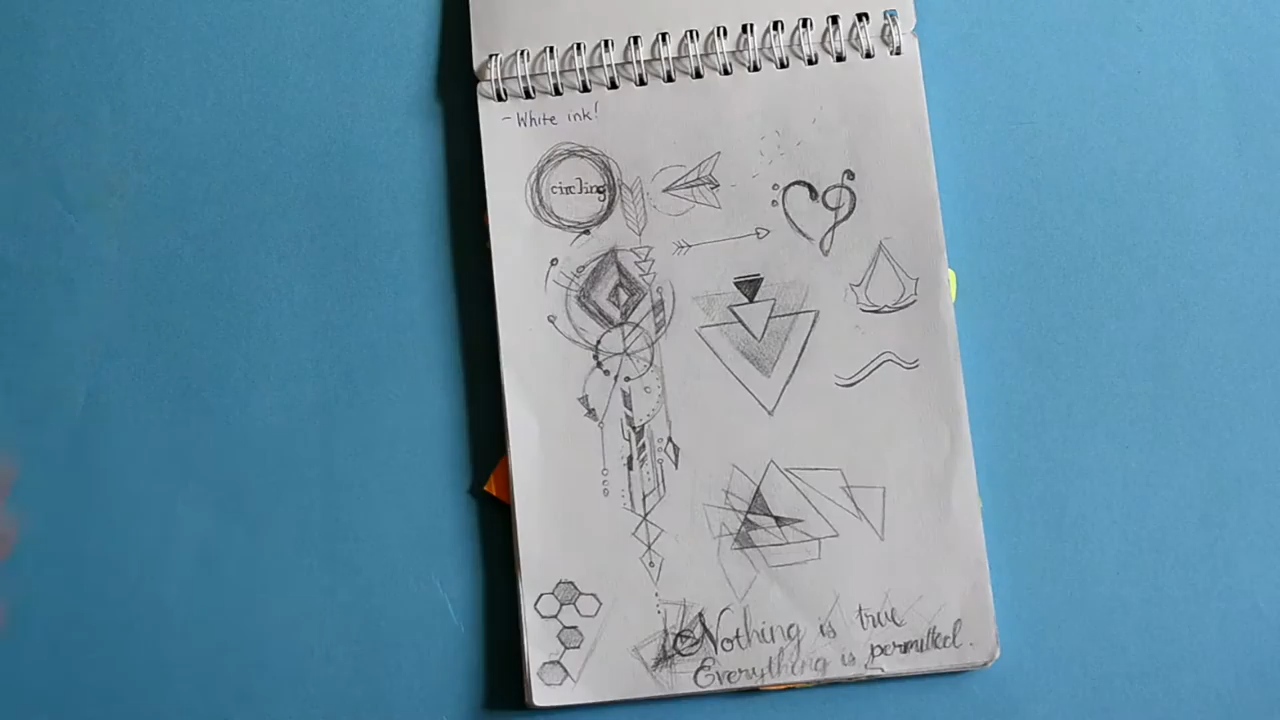 - White ink!
circling
Nothing is true
Everything is permitted.